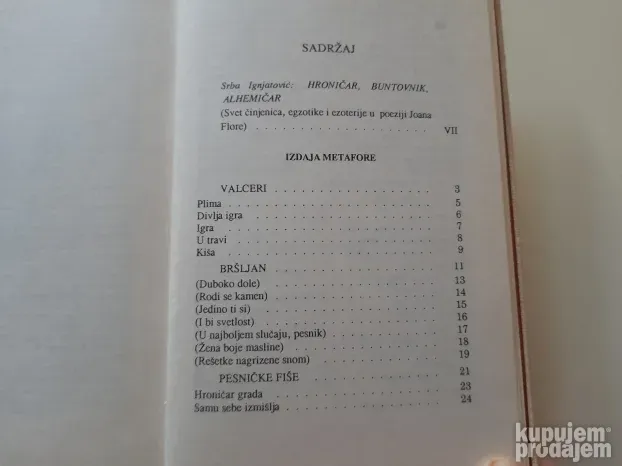 SADRŽAJ
Srba Ignjatović: HRONIČAR, BUNTOVNIK,
ALHEMIČAR
(Svet činjenica, egzotike i ezoterije u poeziji Joana
Flore) . . . . . . . . . . . . . . . . VII
IZDAJA METAFORE
VALCERI . . . . . . . . . . . . . . . . 3
Plima . . . . . . . . . . . . . . . . 5
Divlja igra . . . . . . . . . . . . . . . . 6
Igra . . . . . . . . . . . . . . . . 7
U travi . . . . . . . . . . . . . . . . 8
Kiša . . . . . . . . . . . . . . . . 9
BRŠLJAN . . . . . . . . . . . . . . . . 11
(Duboko dole) . . . . . . . . . . . . . . . . 13
(Rodi se kamen) . . . . . . . . . . . . . . . . 14
(Jedino ti si) . . . . . . . . . . . . . . . . 15
(I bi svetlost) . . . . . . . . . . . . . . . . 16
(U najboljem slučaju, pesnik) . . . . . . . . . . . . 17
(Žena boje masline) . . . . . . . . . . . . . . 18
(Rešetke nagrizene snom) . . . . . . . . . . . . 19
PESNIČKE FIŠE . . . . . . . . . . . . . . 21
Hroničar grada . . . . . . . . . . . . . . . . 23
Samu sebe izmišlja . . . . . . . . . . . . . . . . 24
kupujem
prodajem